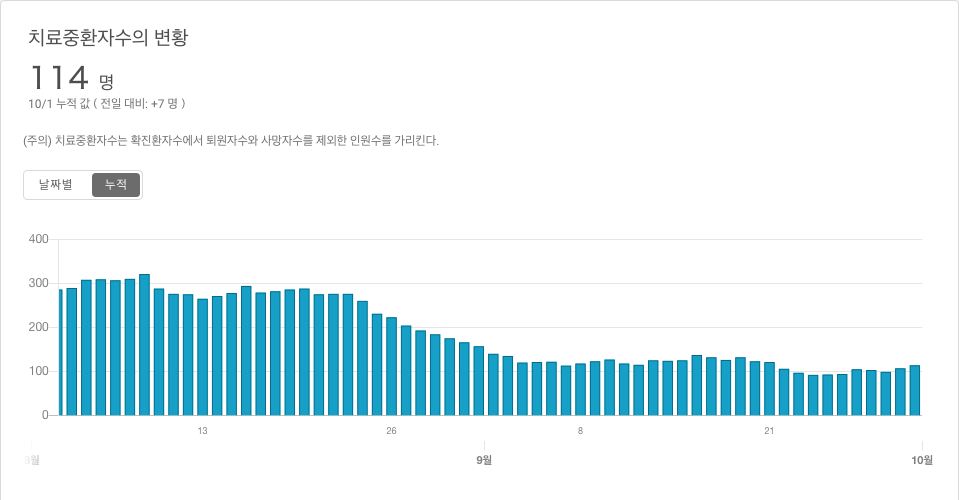 치료중환자수의 변황
114 명
10/1 누적 값 ( 전일 대비: +7 명 )
(주의) 치료중환자수는 확진환자수에서 퇴원자수와 사망자수를 제외한 인원수를 가리킨다.
날짜별 누적
400
300
200
100
0
13 26 8 21
8월 9월 10월